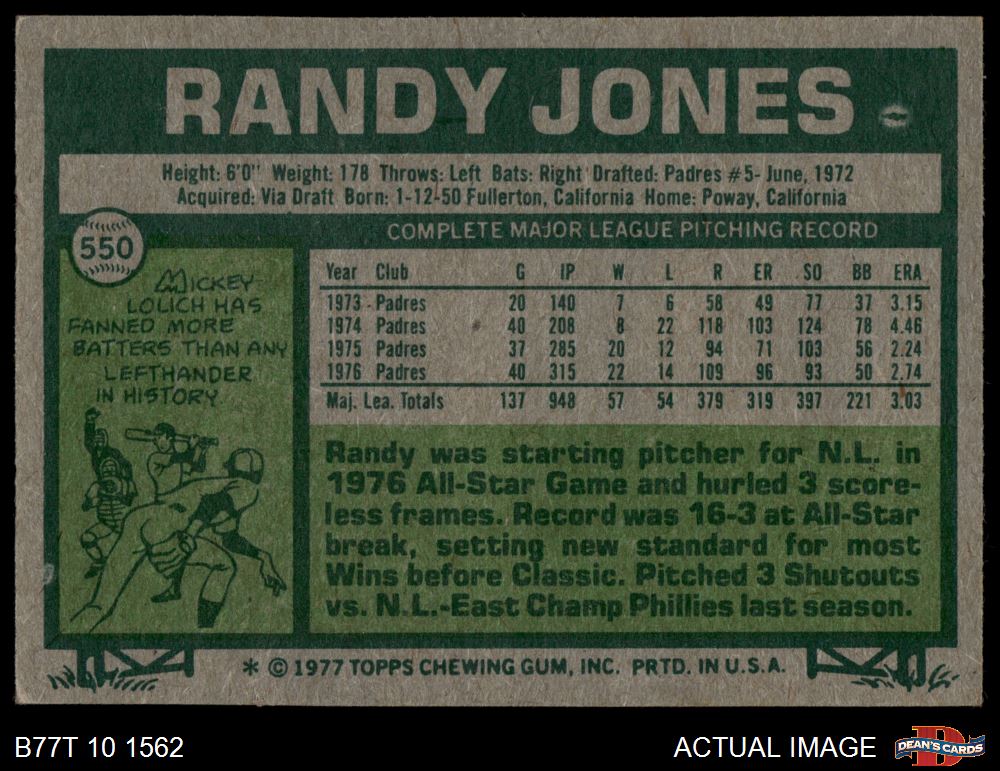 RANDY JONES
Height: 6'0" Weight: 178 Throws: Left Bats: Right Drafted: Padres #5- June, 1972
Acquired: Via Draft Born: 1-12-50 Fullerton, California Home: Poway, California
550
MICKEY
LOLICH HAS
FANNED MORE
BATTERS THAN ANY
LEFTHANDER
IN HISTORY
COMPLETE MAJOR LEAGUE PITCHING RECORD
Year Club G IP W L R ER SO BB ERA
1973 - Padres 20 140 7 6 58 49 77 37 3.15
1974 Padres 40 208 8 22 118 103 124 78 4.46
1975 Padres 37 285 20 12 94 71 103 56 2.24
1976 Padres 40 315 22 14 109 96 93 50 2.74
Maj. Lea. Totals 137 948 57 54 379 319 397 221 3.03
Randy was starting pitcher for N.L. in
1976 All-Star Game and hurled 3 score-
less frames. Record was 16-3 at All-Star
break, setting new standard for most
Wins before Classic. Pitched 3 Shutouts
vs. N.L.-East Champ Phillies last season.
* © 1977 TOPPS CHEWING GUM, INC. PRTD. IN U.S.A.
B77T 10 1562
ACTUAL IMAGE
D
DEAN'S CARDS